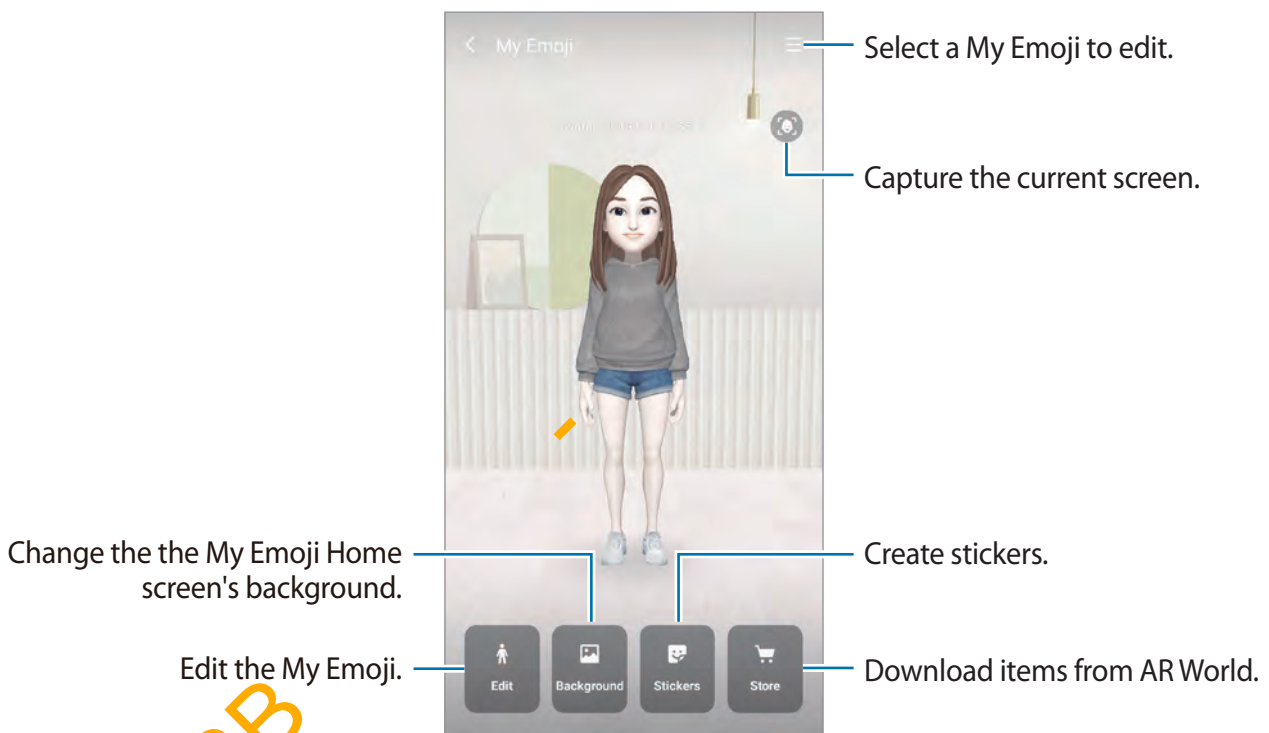 My Emoji
Select a My Emoji to edit.
Capture the current screen.
Change the the My Emoji Home
screen's background.
Create stickers.
Edit the My Emoji.
Edit
Background
Stickers
Store
Download items from AR World.